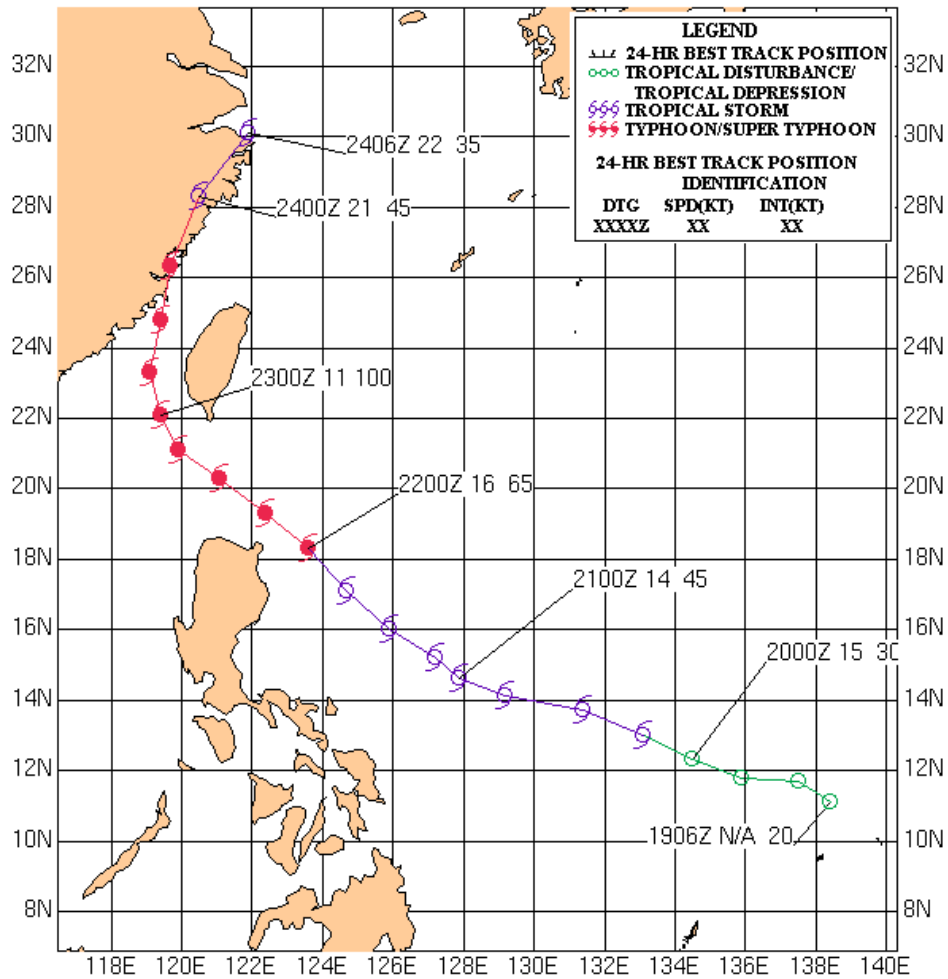 LEGEND
24-HR BEST TRACK POSITION
TROPICAL DISTURBANCE/
TROPICAL DEPRESSION
TROPICAL STORM
TYPHOON/SUPER TYPHOON
24-HR BEST TRACK POSITION
IDENTIFICATION
DTG SPD(KT) INT(KT)
XXXXZ XX XX
32N 32N
30N 30N
2406Z 22 35
28N 28N
2400Z 21 45
26N 26N
24N 24N
2300Z 11 100
22N 22N
20N 20N
2200Z 16 65
18N 18N
2100Z 14 45
16N 16N
14N 14N
2000Z 15 30
12N 12N
10N 10N
1906Z N/A 20
8N 8N
118E 120E 122E 124E 126E 128E 130E 132E 134E 136E 138E 140E